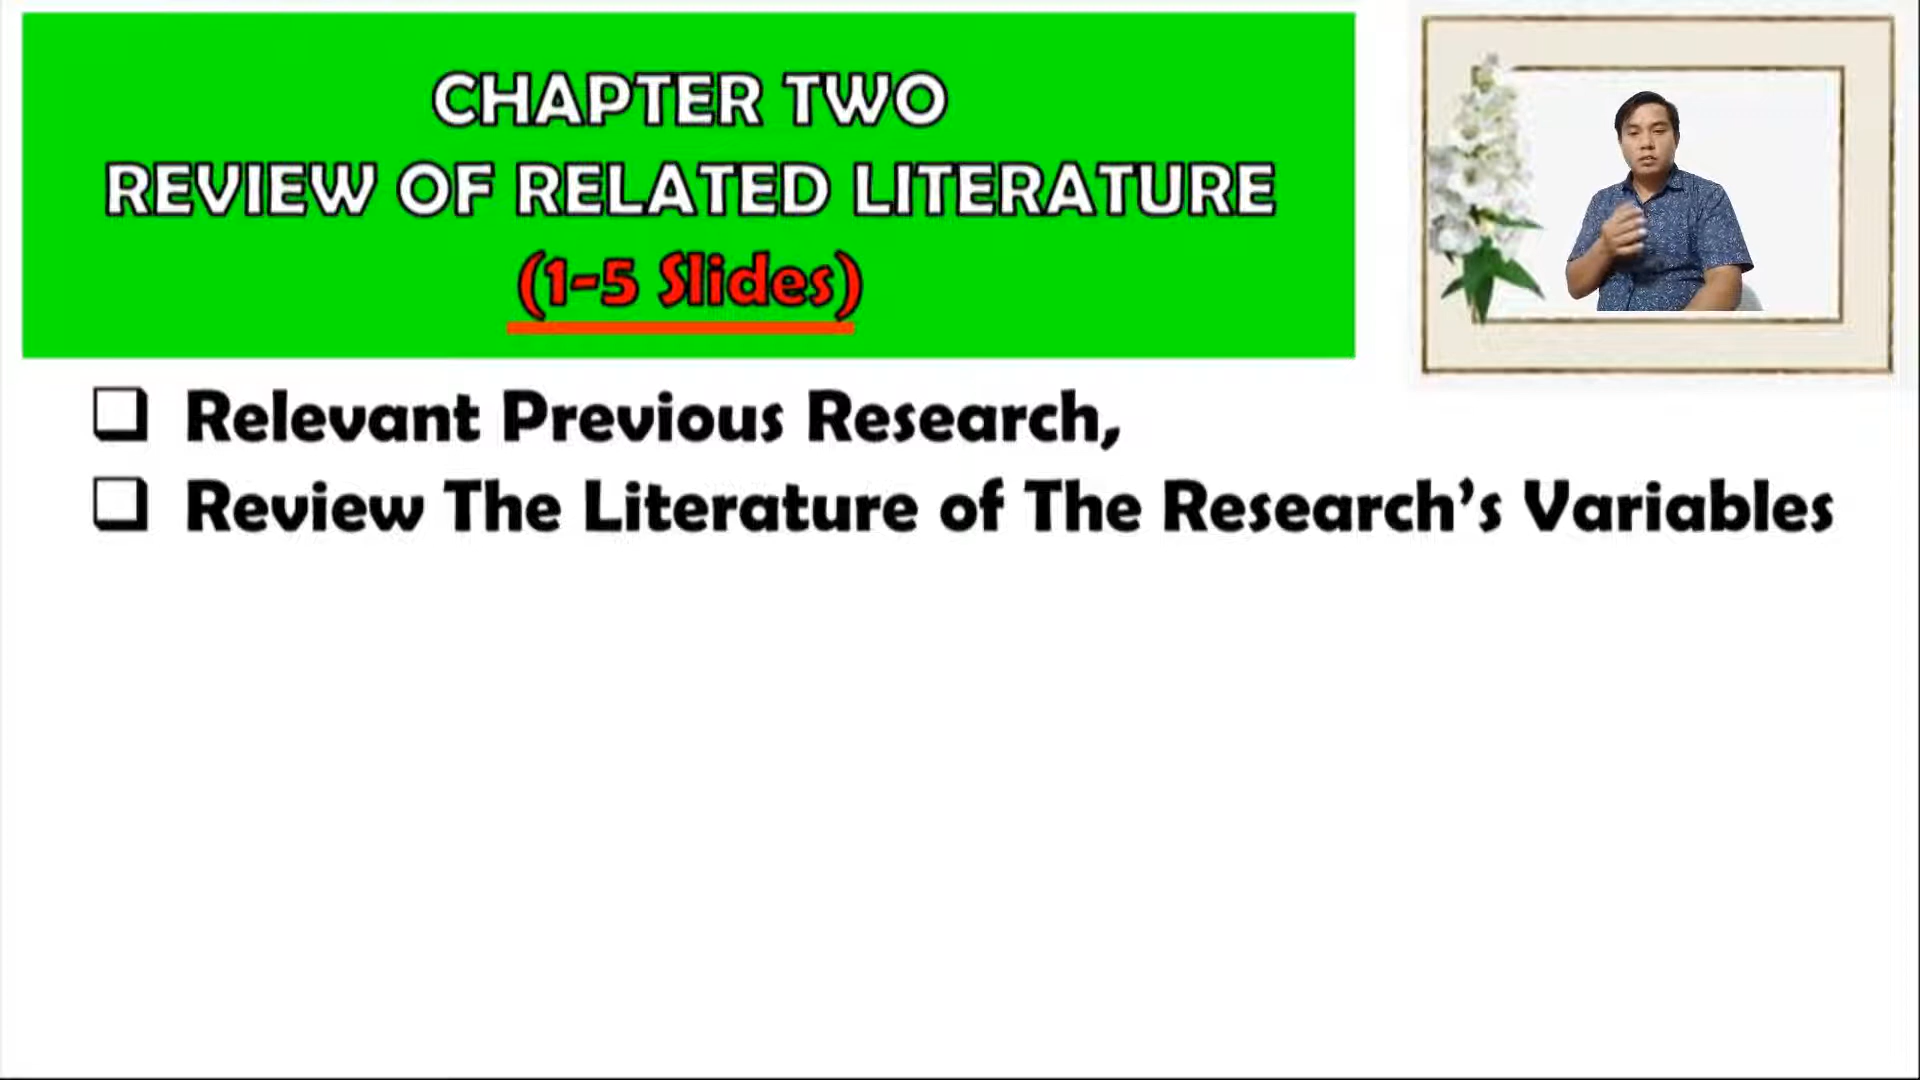 CHAPTER TWO
REVIEW OF RELATED LITERATURE
(1-5 Slides)
Relevant Previous Research,
Review The Literature of The Research’s Variables